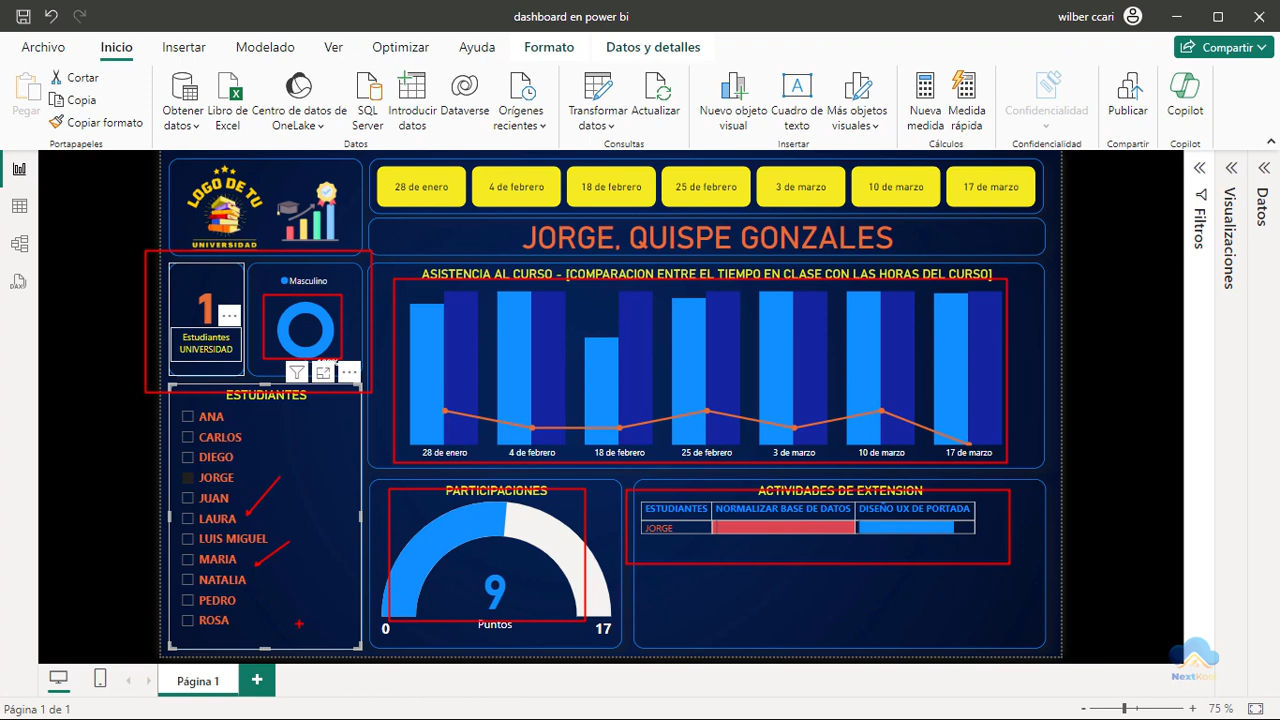 dashboard en power bi
wilber ccari
Archivo Inicio Insertar Modelado Ver Optimizar Ayuda Formato Datos y detalles Compartir
Pegar
Cortar
Copia
Copiar formato
Obtener datos
Libro de Excel
Centro de datos de OneLake
SQL Server
Introducir datos
Dataverse
Orígenes recientes
Transformar datos
Actualizar
Nuevo objeto visual
Cuadro de texto
Más objetos visuales
Nueva medida
Medida rápida
Confidencialidad
Publicar
Copilot
Portapapeles Datos Consultas Insertar Cálculos Confidencialidad Compartir Copilot
LOGO DE TU
UNIVERSIDAD
28 de enero 4 de febrero 18 de febrero 25 de febrero 3 de marzo 10 de marzo 17 de marzo
JORGE, QUISPE GONZALES
1
Estudiantes
UNIVERSIDAD
Masculino
ASISTENCIA AL CURSO - [COMPARACION ENTRE EL TIEMPO EN CLASE CON LAS HORAS DEL CURSO]
28 de enero 4 de febrero 18 de febrero 25 de febrero 3 de marzo 10 de marzo 17 de marzo
ESTUDIANTES
ANA
CARLOS
DIEGO
JORGE
JUAN
LAURA
LUIS MIGUEL
MARIA
NATALIA
PEDRO
ROSA
PARTICIPACIONES
9
Puntos
0 17
ACTIVIDADES DE EXTENSION
ESTUDIANTES NORMALIZAR BASE DE DATOS DISEÑO UX DE PORTADA
JORGE
Filtros
Visualizaciones
Datos
Página 1
Página 1 de 1
75 %